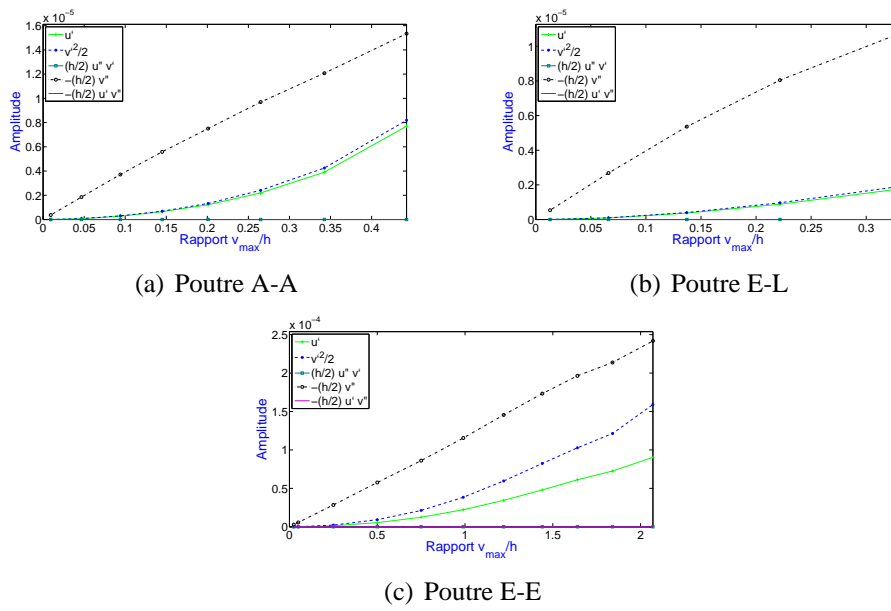 x 10⁻⁵
1.6
1.4
1.2
1
0.8
0.6
0.4
0.2
0
Amplitude
u'
v'²/2
(h/2) u" v'
−(h/2) v"
−(h/2) u' v"
0 0.05 0.1 0.15 0.2 0.25 0.3 0.35 0.4
Rapport v_max/h
(a) Poutre A-A
x 10⁻⁵
1
0.8
0.6
0.4
0.2
0
Amplitude
u'
v'²/2
(h/2) u" v'
−(h/2) v"
−(h/2) u' v"
0 0.05 0.1 0.15 0.2 0.25 0.3
Rapport v_max/h
(b) Poutre E-L
x 10⁻⁴
2.5
2
1.5
1
0.5
0
Amplitude
u'
v'²/2
(h/2) u" v'
−(h/2) v"
−(h/2) u' v"
0 0.5 1 1.5 2
Rapport v_max/h
(c) Poutre E-E